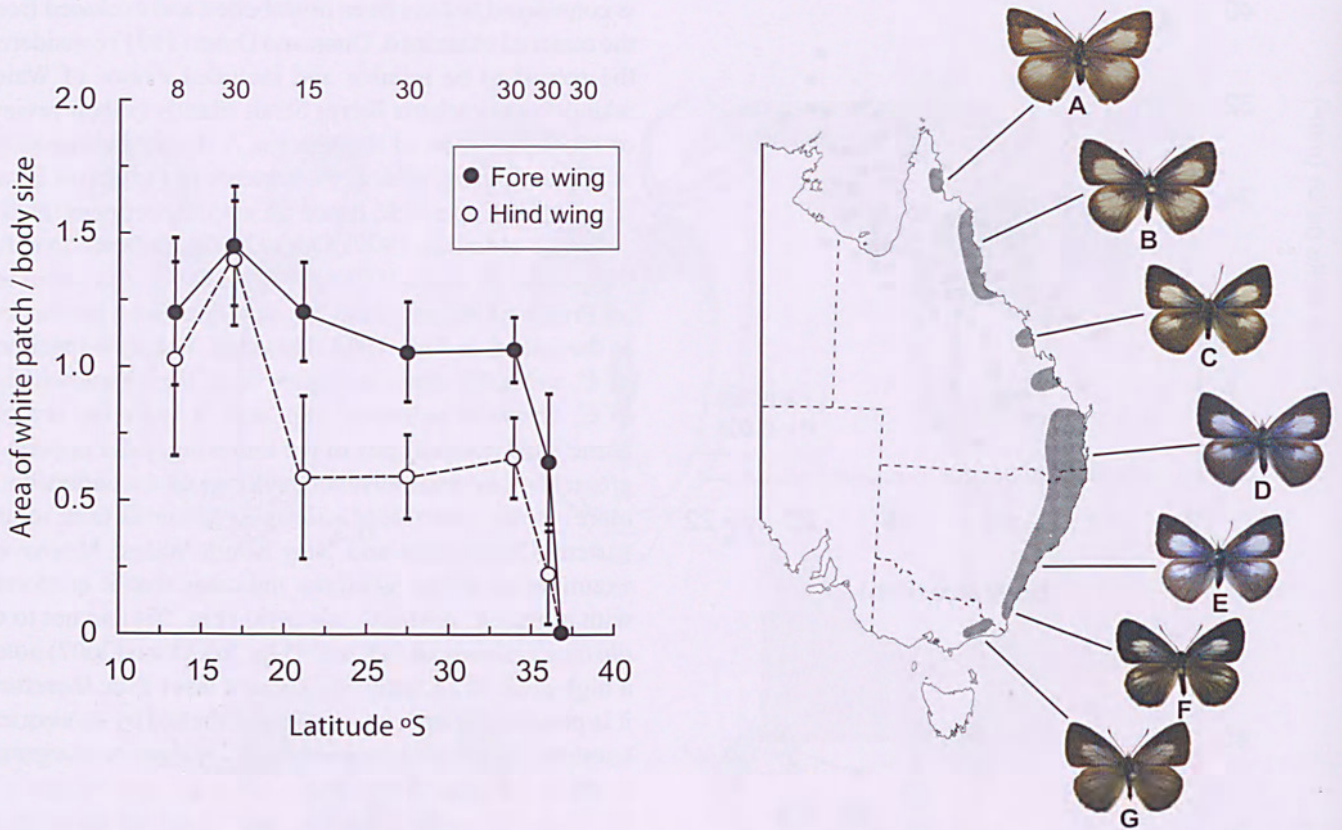 8 30 15 30 30 30 30
2.0
1.5
1.0
0.5
0
Area of white patch / body size
Fore wing
Hind wing
10 15 20 25 30 35 40
Latitude °S
A
B
C
D
E
F
G